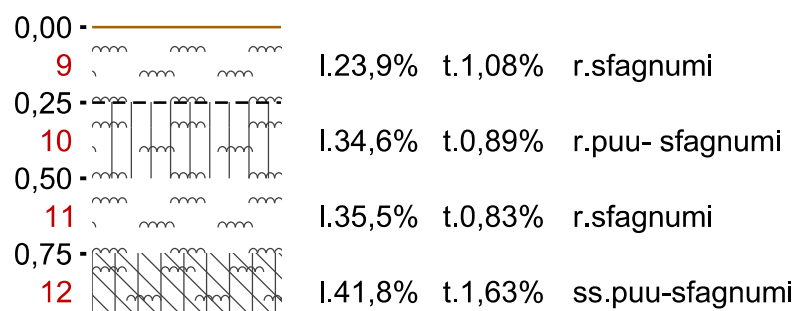 0,00 -
9 l.23,9% t.1,08% r.sfagnumi
0,25 -
10 l.34,6% t.0,89% r.puu- sfagnumi
0,50 -
11 l.35,5% t.0,83% r.sfagnumi
0,75 -
12 l.41,8% t.1,63% ss.puu-sfagnumi